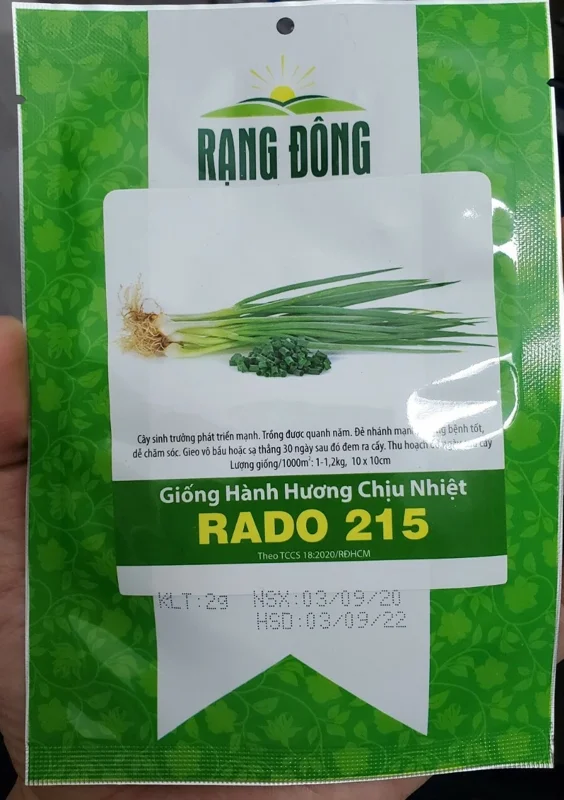 RẠNG ĐÔNG
Cây sinh trưởng phát triển mạnh. Trồng được quanh năm. Đẻ nhánh bệnh tốt,
dễ chăm sóc. Gieo vô bầu hoặc sạ thẳng 30 ngày sau đó đem ra cấy. Thu hoạch cấy
Lượng giống/1000m²: 1-1,2kg, 10 x 10cm
Giống Hành Hương Chịu Nhiệt
RADO 215
Theo TCCS 18:2020/RĐHCM
KLT:2g NSX:03/09/20
HSD:03/09/22